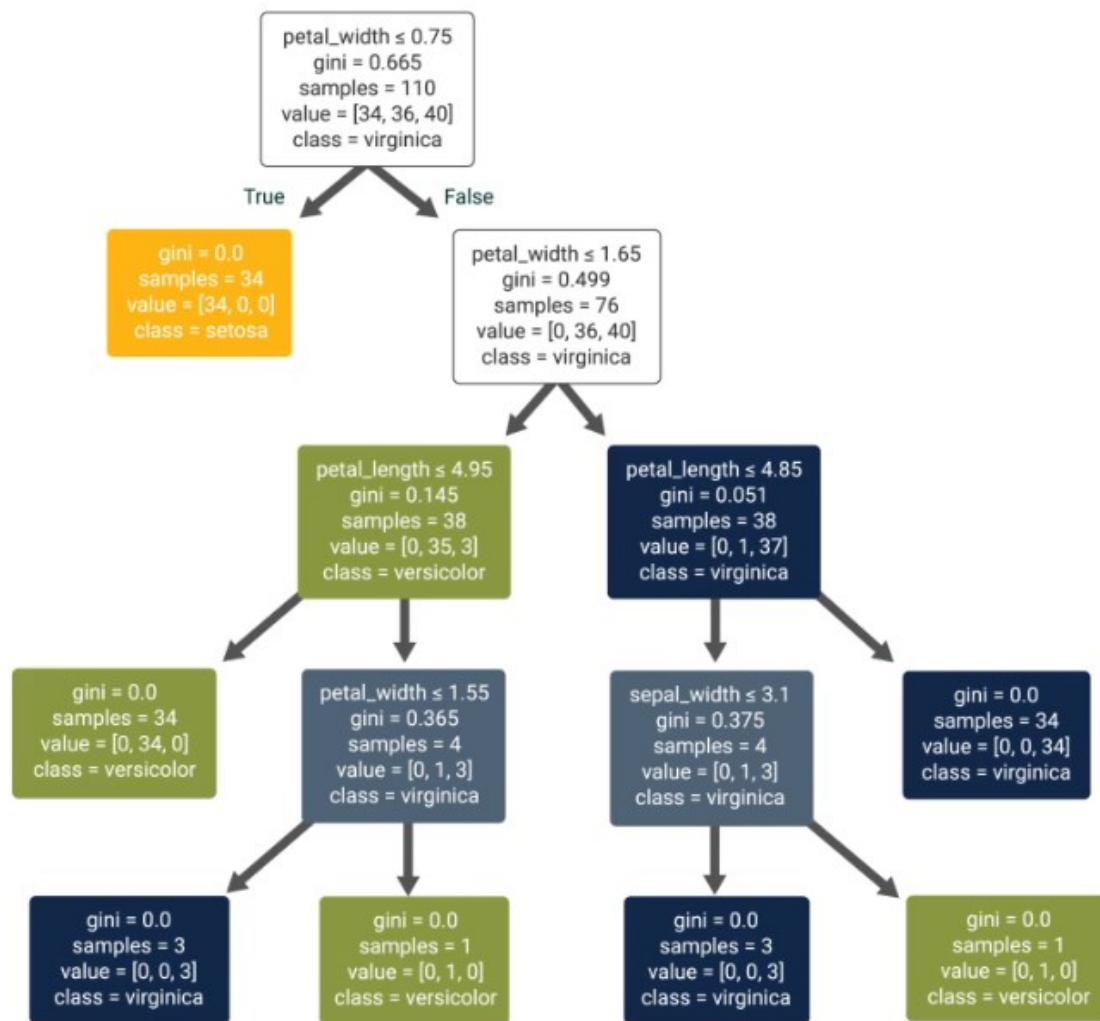 petal_width ≤ 0.75
gini = 0.665
samples = 110
value = [34, 36, 40]
class = virginica
True
False
gini = 0.0
samples = 34
value = [34, 0, 0]
class = setosa
petal_width ≤ 1.65
gini = 0.499
samples = 76
value = [0, 36, 40]
class = virginica
petal_length ≤ 4.95
gini = 0.145
samples = 38
value = [0, 35, 3]
class = versicolor
petal_length ≤ 4.85
gini = 0.051
samples = 38
value = [0, 1, 37]
class = virginica
gini = 0.0
samples = 34
value = [0, 34, 0]
class = versicolor
petal_width ≤ 1.55
gini = 0.365
samples = 4
value = [0, 1, 3]
class = virginica
sepal_width ≤ 3.1
gini = 0.375
samples = 4
value = [0, 1, 3]
class = virginica
gini = 0.0
samples = 34
value = [0, 0, 34]
class = virginica
gini = 0.0
samples = 3
value = [0, 0, 3]
class = virginica
gini = 0.0
samples = 1
value = [0, 1, 0]
class = versicolor
gini = 0.0
samples = 3
value = [0, 0, 3]
class = virginica
gini = 0.0
samples = 1
value = [0, 1, 0]
class = versicolor